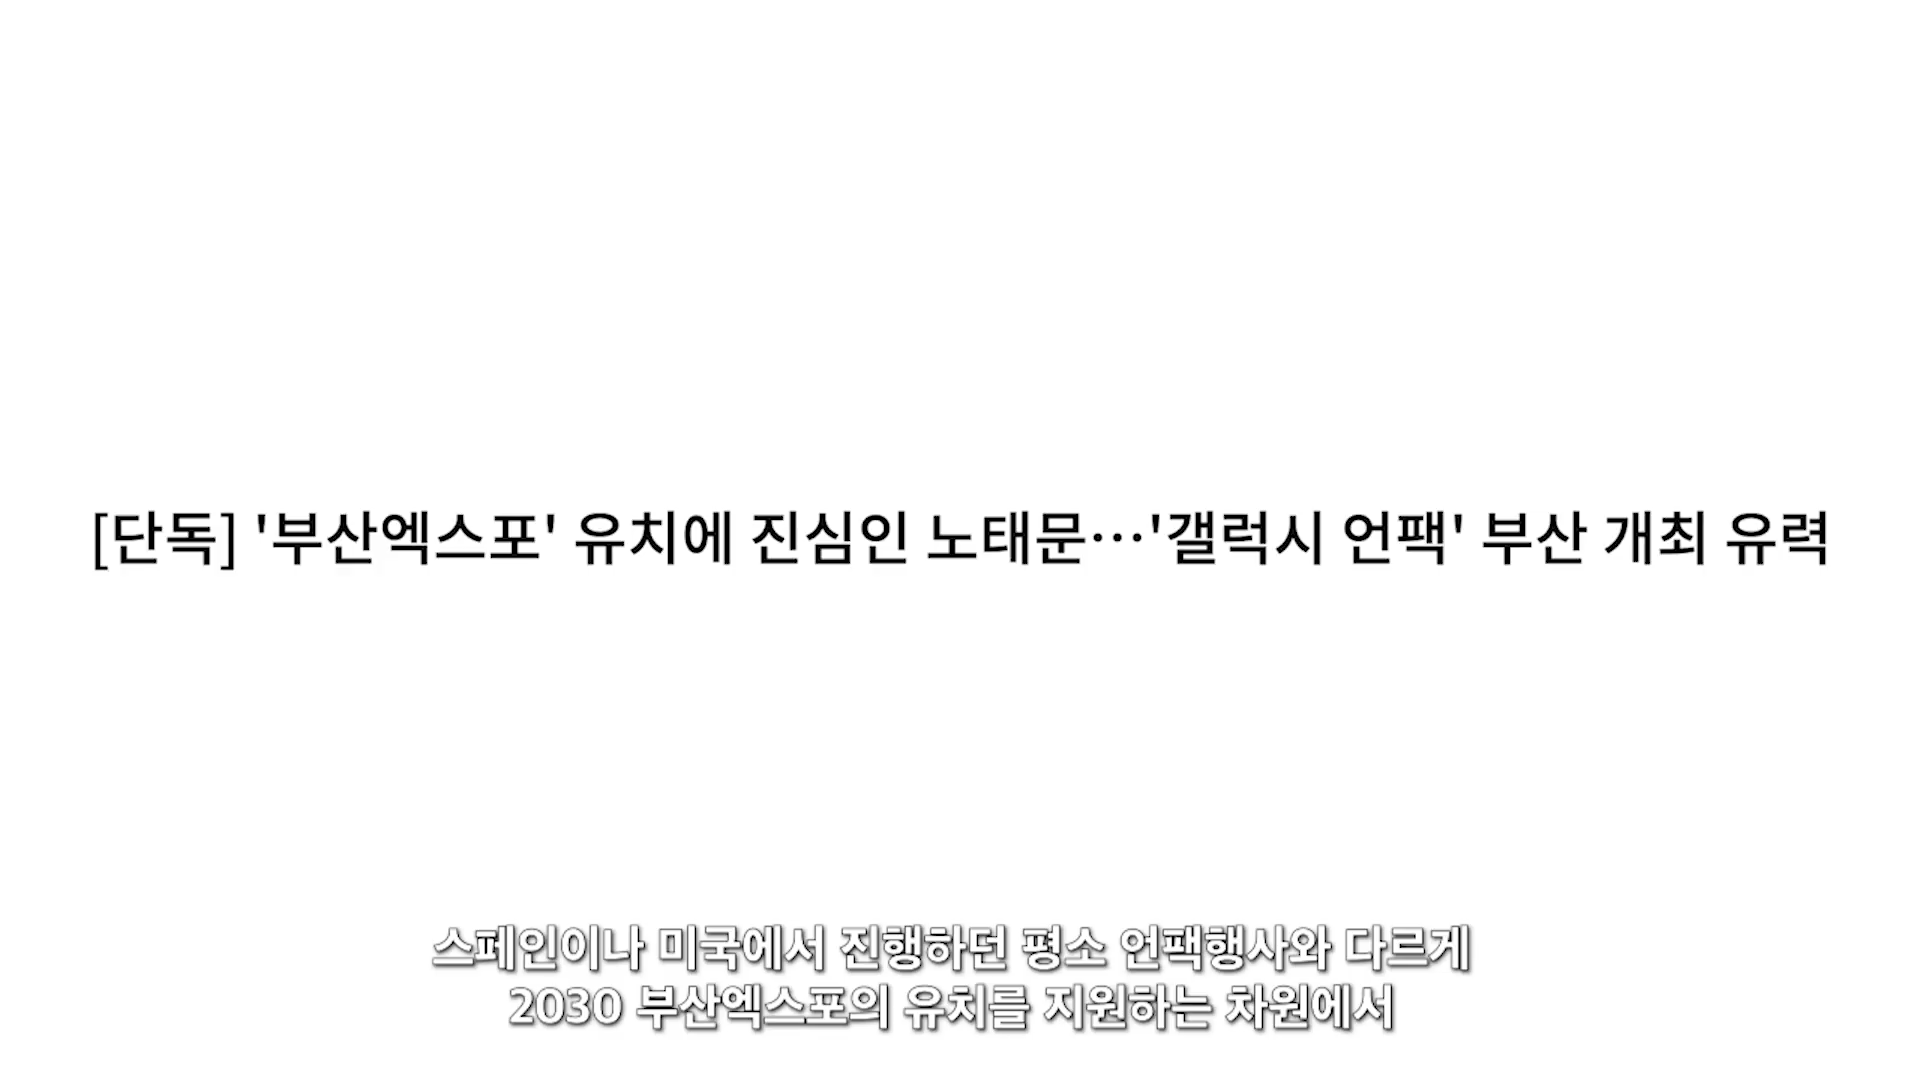 [단독] '부산엑스포' 유치에 진심인 노태문…'갤럭시 언팩' 부산 개최 유력
스페인이나 미국에서 진행하던 평소 언팩행사와 다르게
2030 부산엑스포의 유치를 지원하는 차원에서